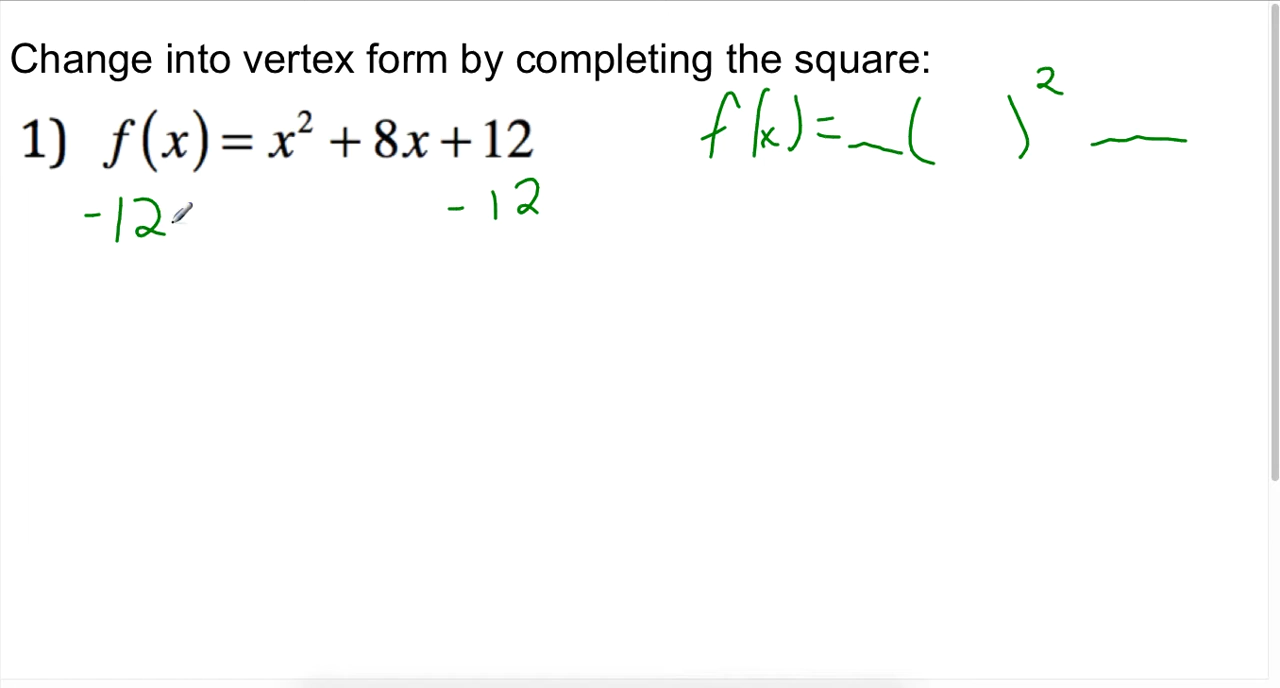 Change into vertex form by completing the square:
1) f(x) = x² + 8x + 12
f(x) = _( )² _
-12 -12